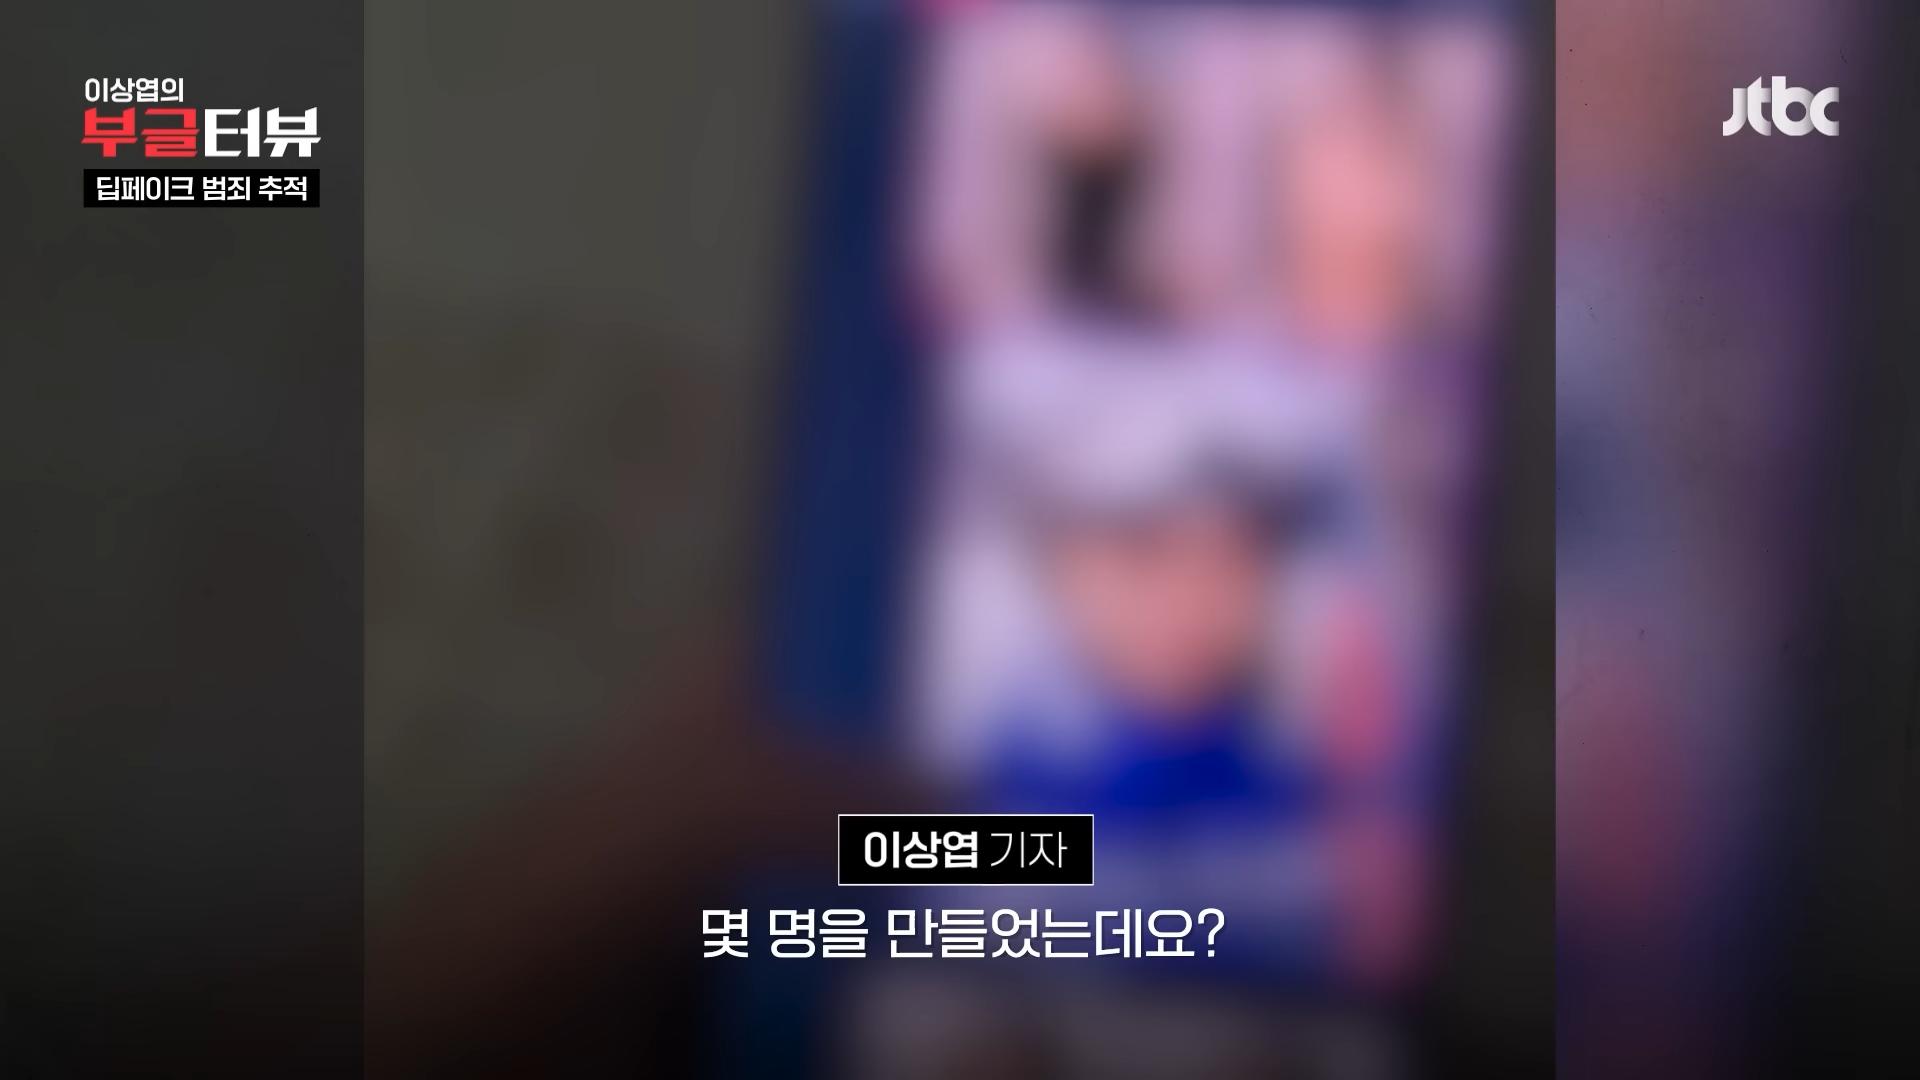 이상엽의
부글터뷰
딥페이크 범죄 추적
jtbc
이상엽 기자
몇 명을 만들었는데요?